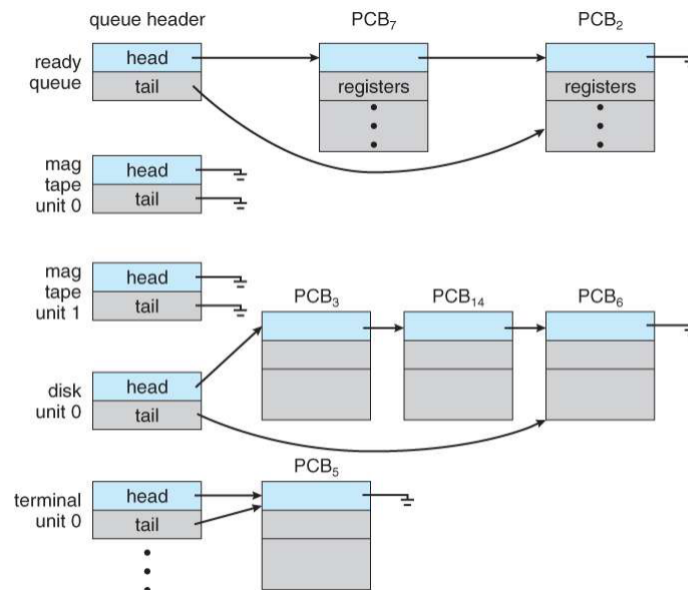 queue header
PCB₇
PCB₂
ready
queue
head
tail
registers
registers
mag
tape
unit 0
head
tail
mag
tape
unit 1
head
tail
PCB₃
PCB₁₄
PCB₆
disk
unit 0
head
tail
PCB₅
terminal
unit 0
head
tail